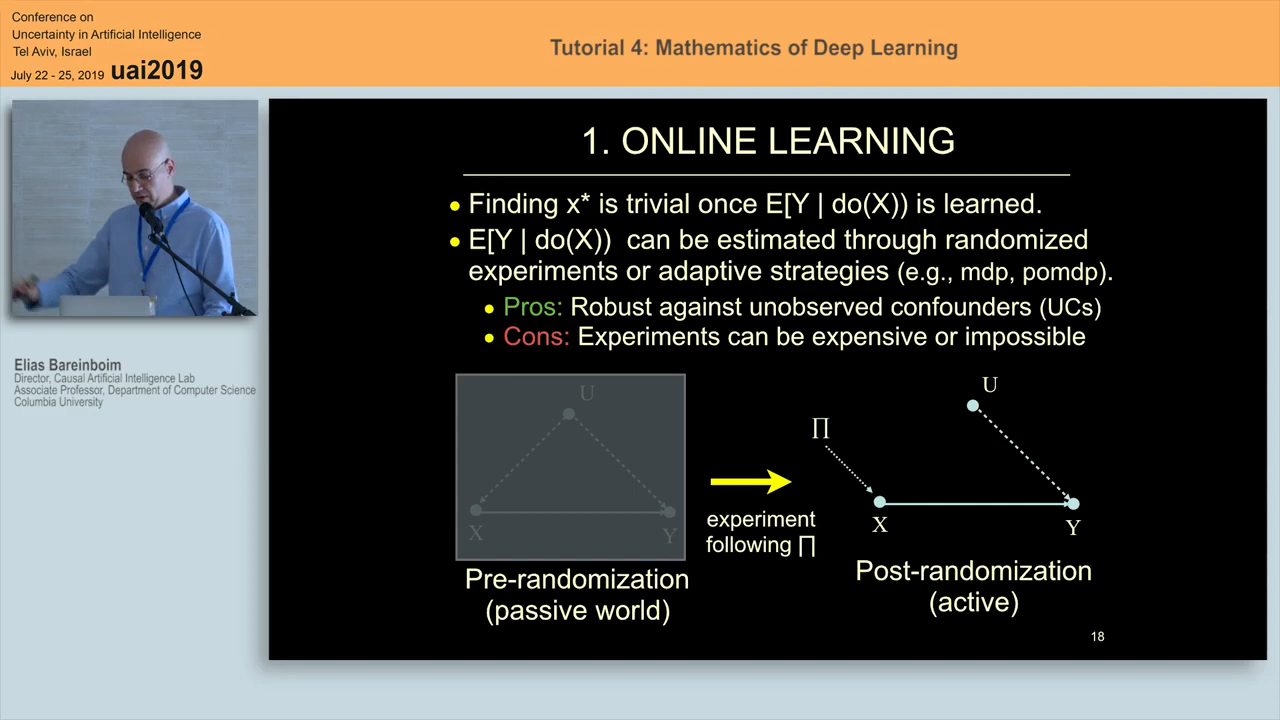 Conference on
Uncertainty in Artificial Intelligence
Tel Aviv, Israel
July 22 - 25, 2019 uai2019
Tutorial 4: Mathematics of Deep Learning
Elias Bareinboim
Director, Causal Artificial Intelligence Lab
Associate Professor, Department of Computer Science
Columbia University
1. ONLINE LEARNING
• Finding x* is trivial once E[Y | do(X)) is learned.
• E[Y | do(X)) can be estimated through randomized
experiments or adaptive strategies (e.g., mdp, pomdp).
• Pros: Robust against unobserved confounders (UCs)
• Cons: Experiments can be expensive or impossible
U
X
Y
Pre-randomization
(passive world)
experiment
following ∏
∏
U
X
Y
Post-randomization
(active)
18